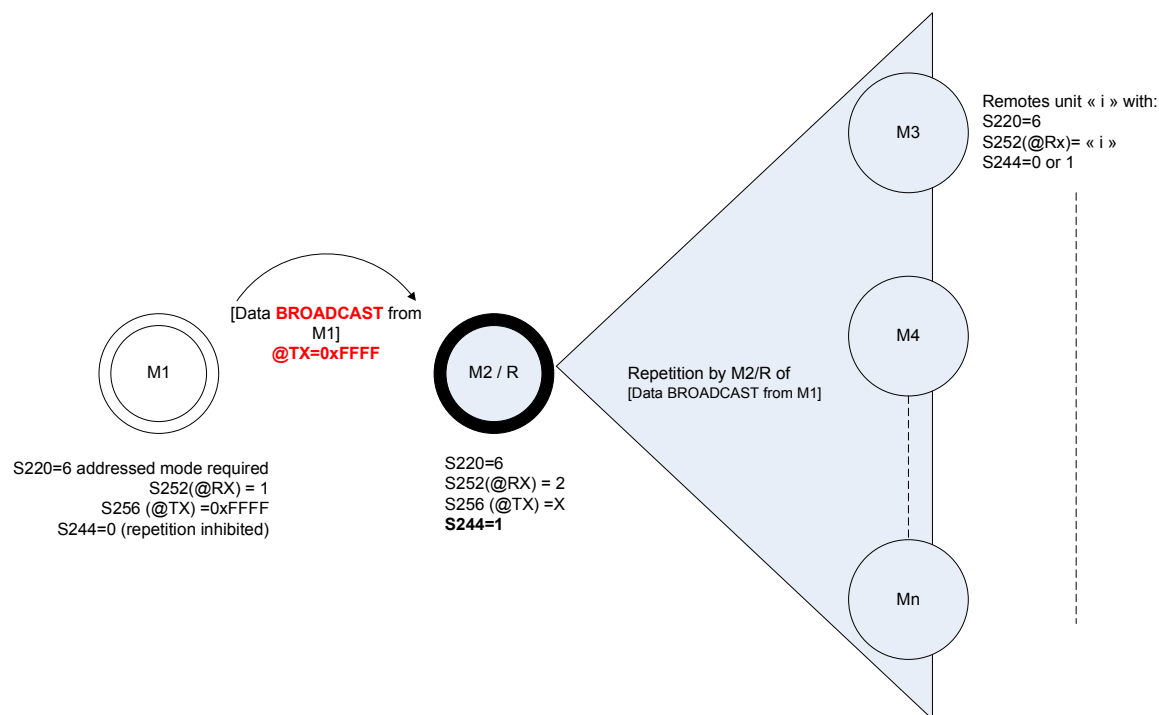 M3
Remotes unit « i » with:
S220=6
S252(@Rx)= « i »
S244=0 or 1
[Data BROADCAST from
M1]
@TX=0xFFFF
M1
M2 / R
M4
Repetition by M2/R of
[Data BROADCAST from M1]
S220=6 addressed mode required
S252(@RX) = 1
S256 (@TX) =0xFFFF
S244=0 (repetition inhibited)
S220=6
S252(@RX) = 2
S256 (@TX) =X
S244=1
Mn